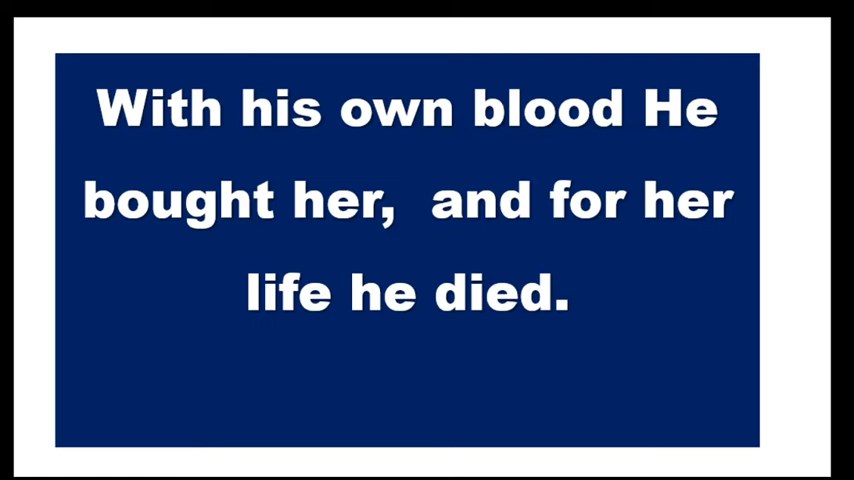 With his own blood He
bought her,  and for her
life he died.